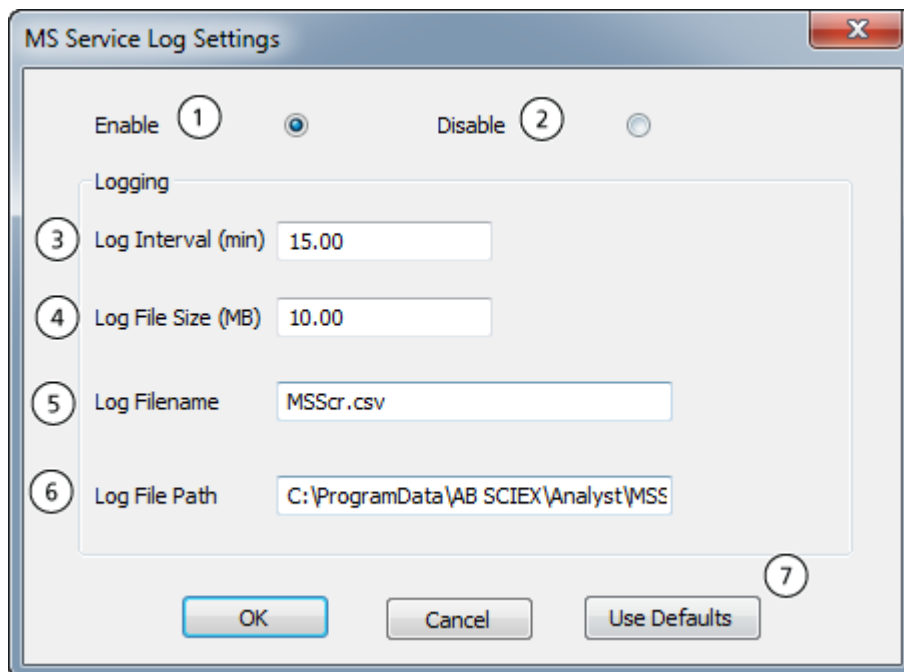 MS Service Log Settings
Enable 1 Disable 2
Logging
3 Log Interval (min) 15.00
4 Log File Size (MB) 10.00
5 Log Filename MSScr.csv
6 Log File Path C:\ProgramData\AB SCIEX\Analyst\MSS
7
OK Cancel Use Defaults